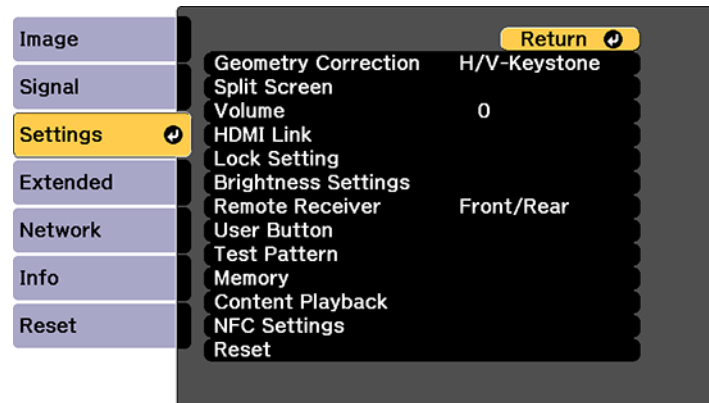 Image
Signal
Settings
Extended
Network
Info
Reset
Return
Geometry Correction H/V-Keystone
Split Screen
Volume 0
HDMI Link
Lock Setting
Brightness Settings
Remote Receiver Front/Rear
User Button
Test Pattern
Memory
Content Playback
NFC Settings
Reset